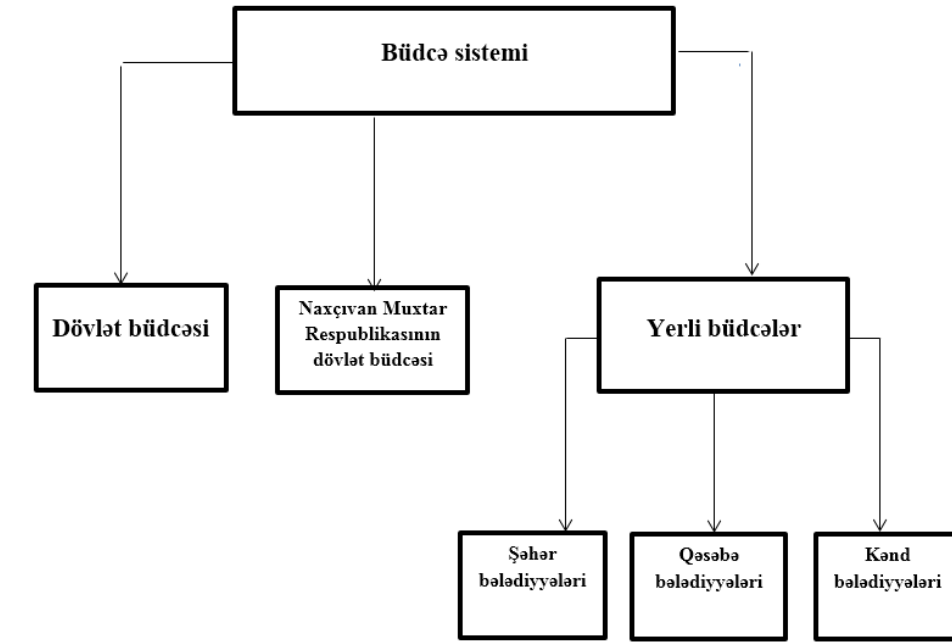 Büdcə sistemi
Dövlət büdcəsi
Naxçıvan Muxtar
Respublikasının
dövlət büdcəsi
Yerli büdcələr
Şəhər
bələdiyyələri
Qəsəbə
bələdiyyələri
Kənd
bələdiyyələri